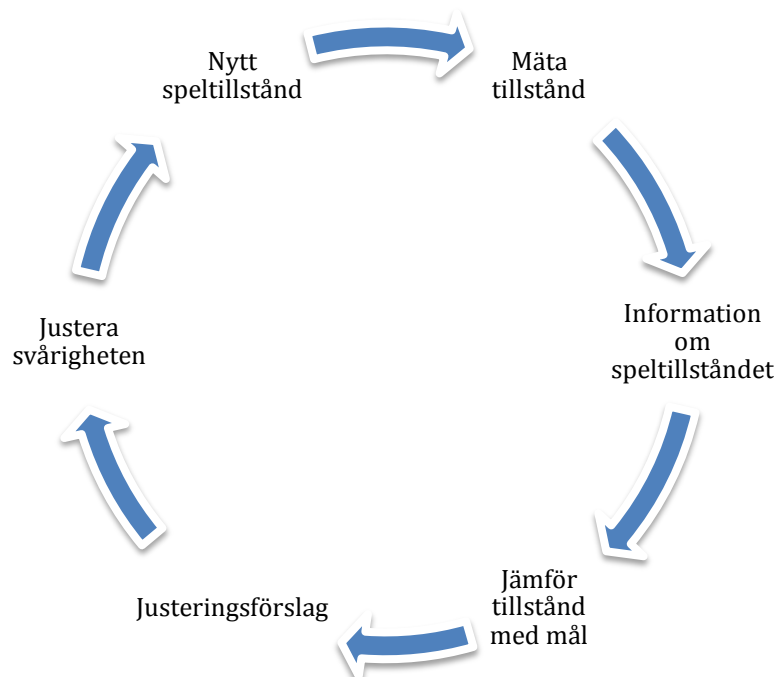 Nytt
speltillstånd
Mäta
tillstånd
Information
om
speltillståndet
Jämför
tillstånd
med mål
Justeringsförslag
Justera
svårigheten